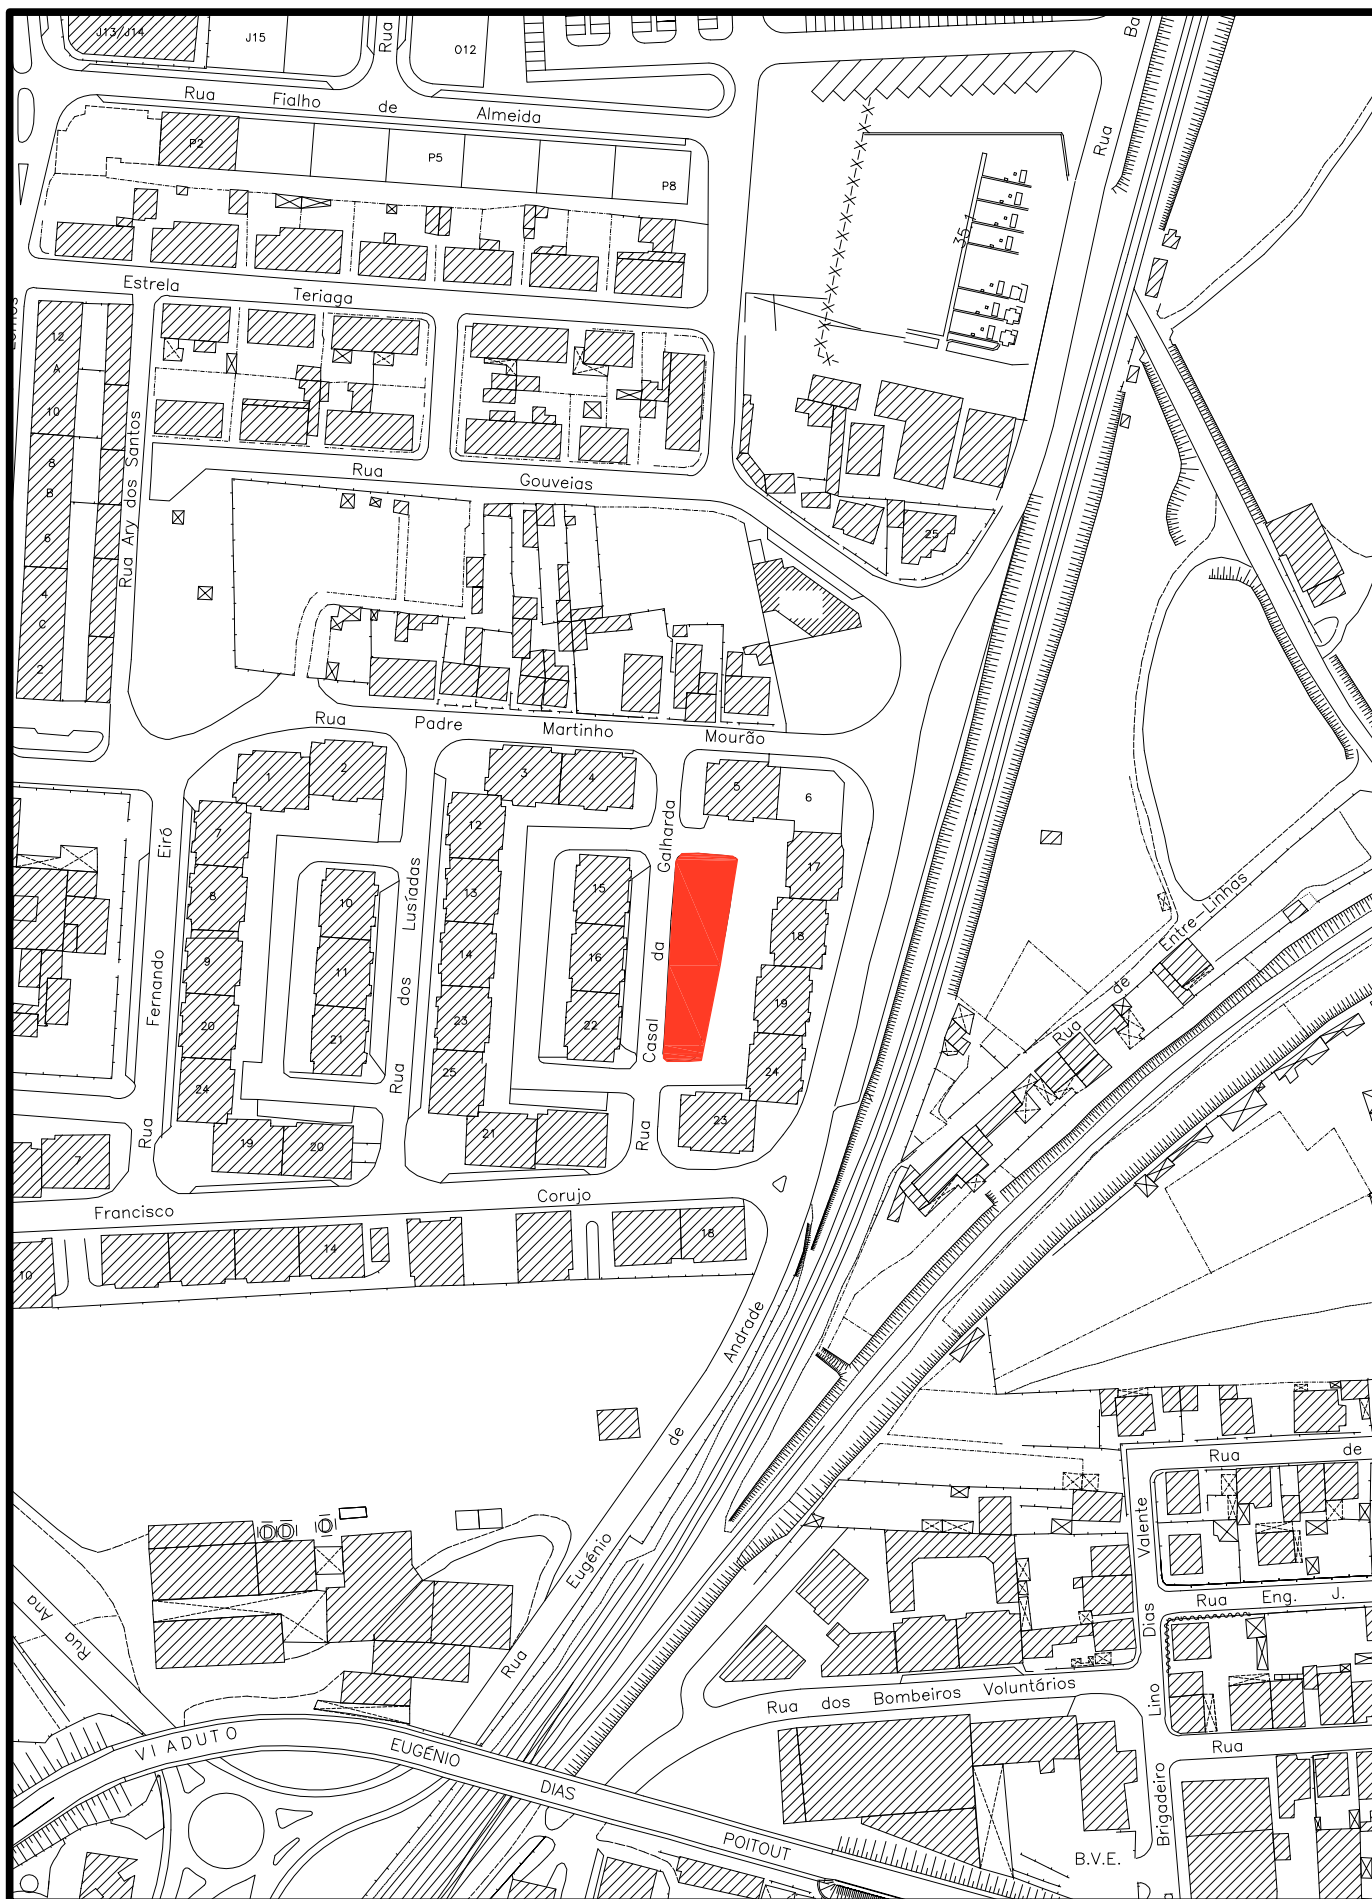 J13/J14
J15
Rua
O12
Ba
Rua Fialho de Almeida
P2
P5
P8
Rua
35.1
Estrela Teriaga
12
A
10
8
B
6
4
C
2
Rua Ary dos Santos
Rua Gouveias
25
Rua Padre Martinho Mourão
1
2
3
4
5
6
7
8
9
20
24
10
11
21
12
13
14
23
25
15
16
22
17
18
19
24
23
19
20
21
7
Rua Fernando Eiró
Rua dos Lusíadas
Rua Casal da Galharda
Rua de Entre-Linhas
Francisco Corujo
10
14
18
Rua Eugénio de Andrade
Rua de
Rua Ana
D D D
Valente
Dias
Lino
Brigadeiro
Rua Eng. J.
Rua dos Bombeiros Voluntários
Rua
VIADUTO EUGÉNIO DIAS POITOUT
B.V.E.